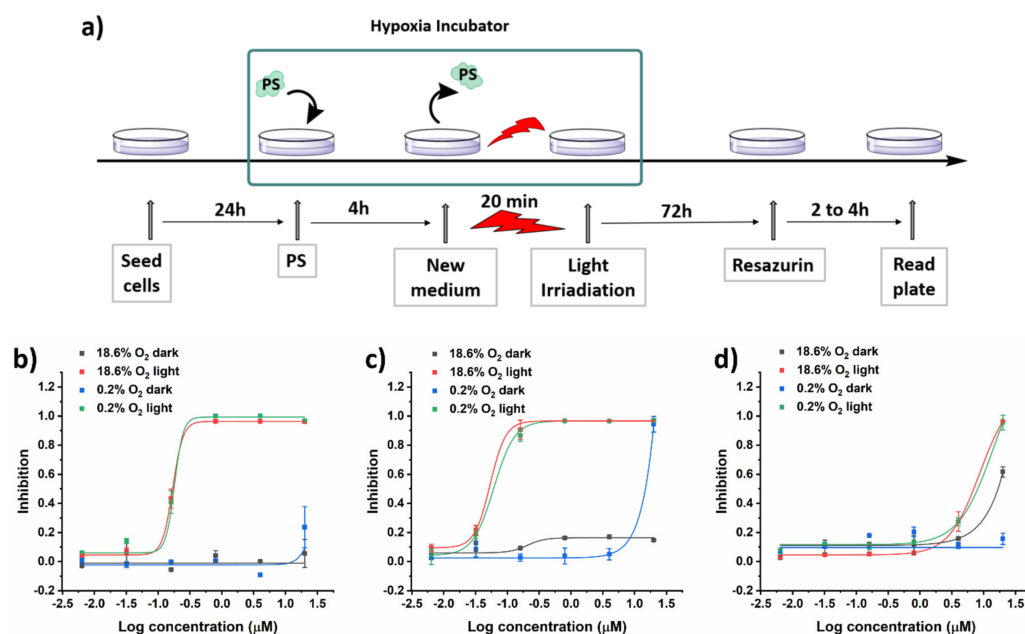 a)
Hypoxia Incubator
PS
PS
24h
4h
20 min
72h
2 to 4h
Seed
cells
PS
New
medium
Light
Irriadiation
Resazurin
Read
plate
b)
18.6% O₂ dark
18.6% O₂ light
0.2% O₂ dark
0.2% O₂ light
Inhibition
1.0
0.8
0.6
0.4
0.2
0.0
-0.2
-2.5 -2.0 -1.5 -1.0 -0.5 0.0 0.5 1.0 1.5
Log concentration (μM)
c)
18.6% O₂ dark
18.6% O₂ light
0.2% O₂ dark
0.2% O₂ light
Inhibition
1.0
0.8
0.6
0.4
0.2
0.0
-0.2
-2.5 -2.0 -1.5 -1.0 -0.5 0.0 0.5 1.0 1.5
Log concentration (μM)
d)
18.6% O₂ dark
18.6% O₂ light
0.2% O₂ dark
0.2% O₂ light
Inhibition
1.0
0.8
0.6
0.4
0.2
0.0
-0.2
-2.5 -2.0 -1.5 -1.0 -0.5 0.0 0.5 1.0 1.5
Log concentration (μM)